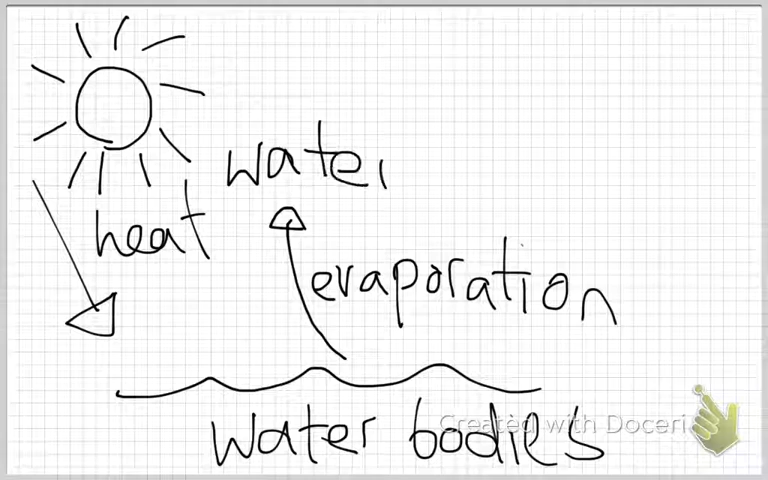 water
heat
evaporation
Created with Doceri
water bodies